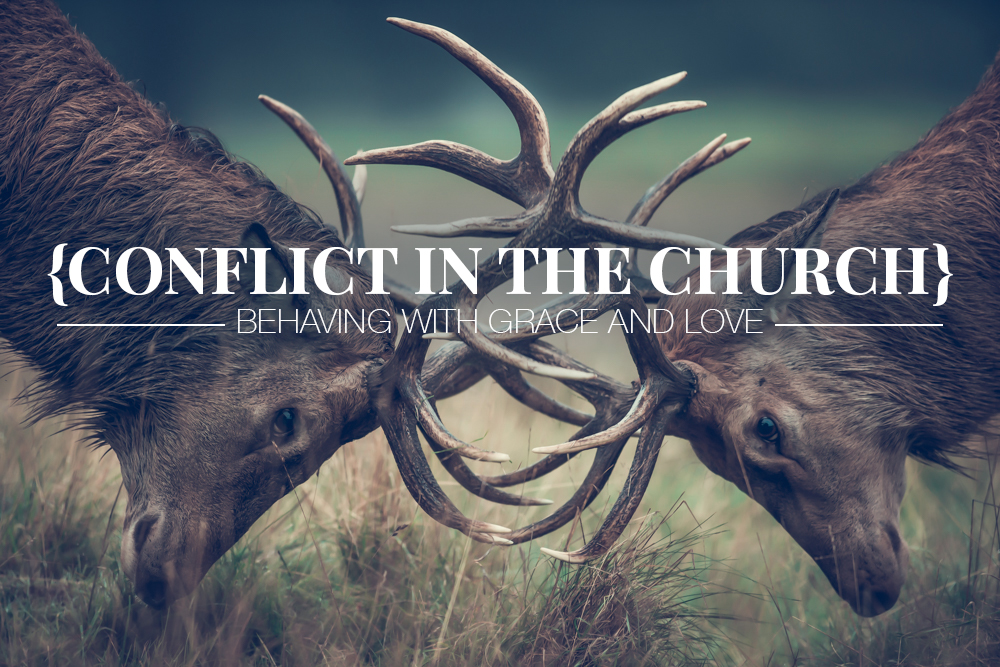 {CONFLICT IN THE CHURCH}
BEHAVING WITH GRACE AND LOVE